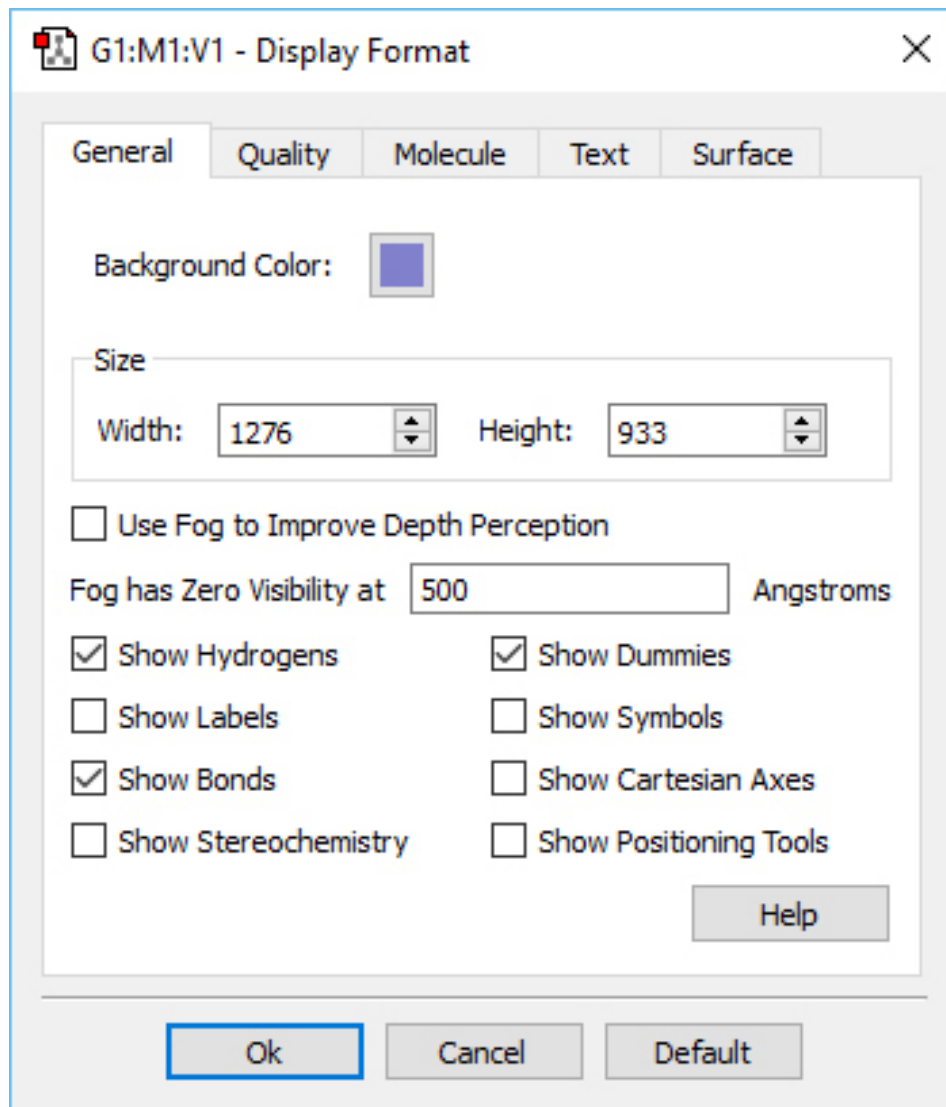 G1:M1:V1 - Display Format
General Quality Molecule Text Surface
Background Color:
Size
Width: 1276 Height: 933
Use Fog to Improve Depth Perception
Fog has Zero Visibility at 500 Angstroms
Show Hydrogens Show Dummies
Show Labels Show Symbols
Show Bonds Show Cartesian Axes
Show Stereochemistry Show Positioning Tools
Help
Ok Cancel Default